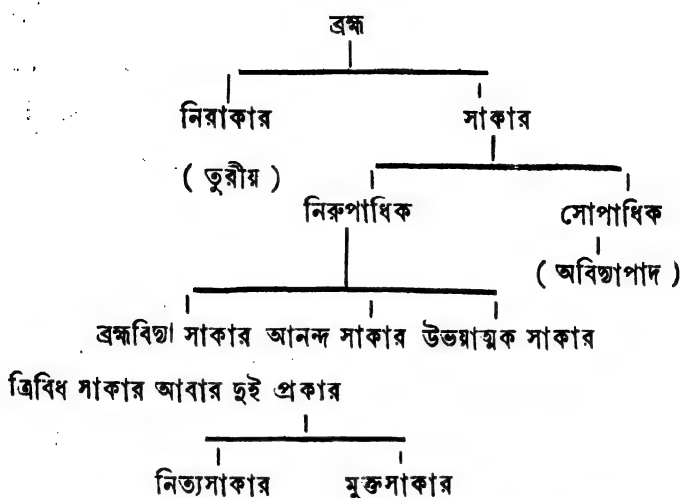 ব্রহ্ম
নিরাকার সাকার
( তুরীয় )
নিরুপাধিক সোপাধিক
( অবিদ্যাপাদ )
ব্রহ্মবিদ্যা সাকার আনন্দ সাকার উভয়াত্মক সাকার
ত্রিবিধ সাকার আবার দুই প্রকার
নিত্যসাকার মুক্তসাকার